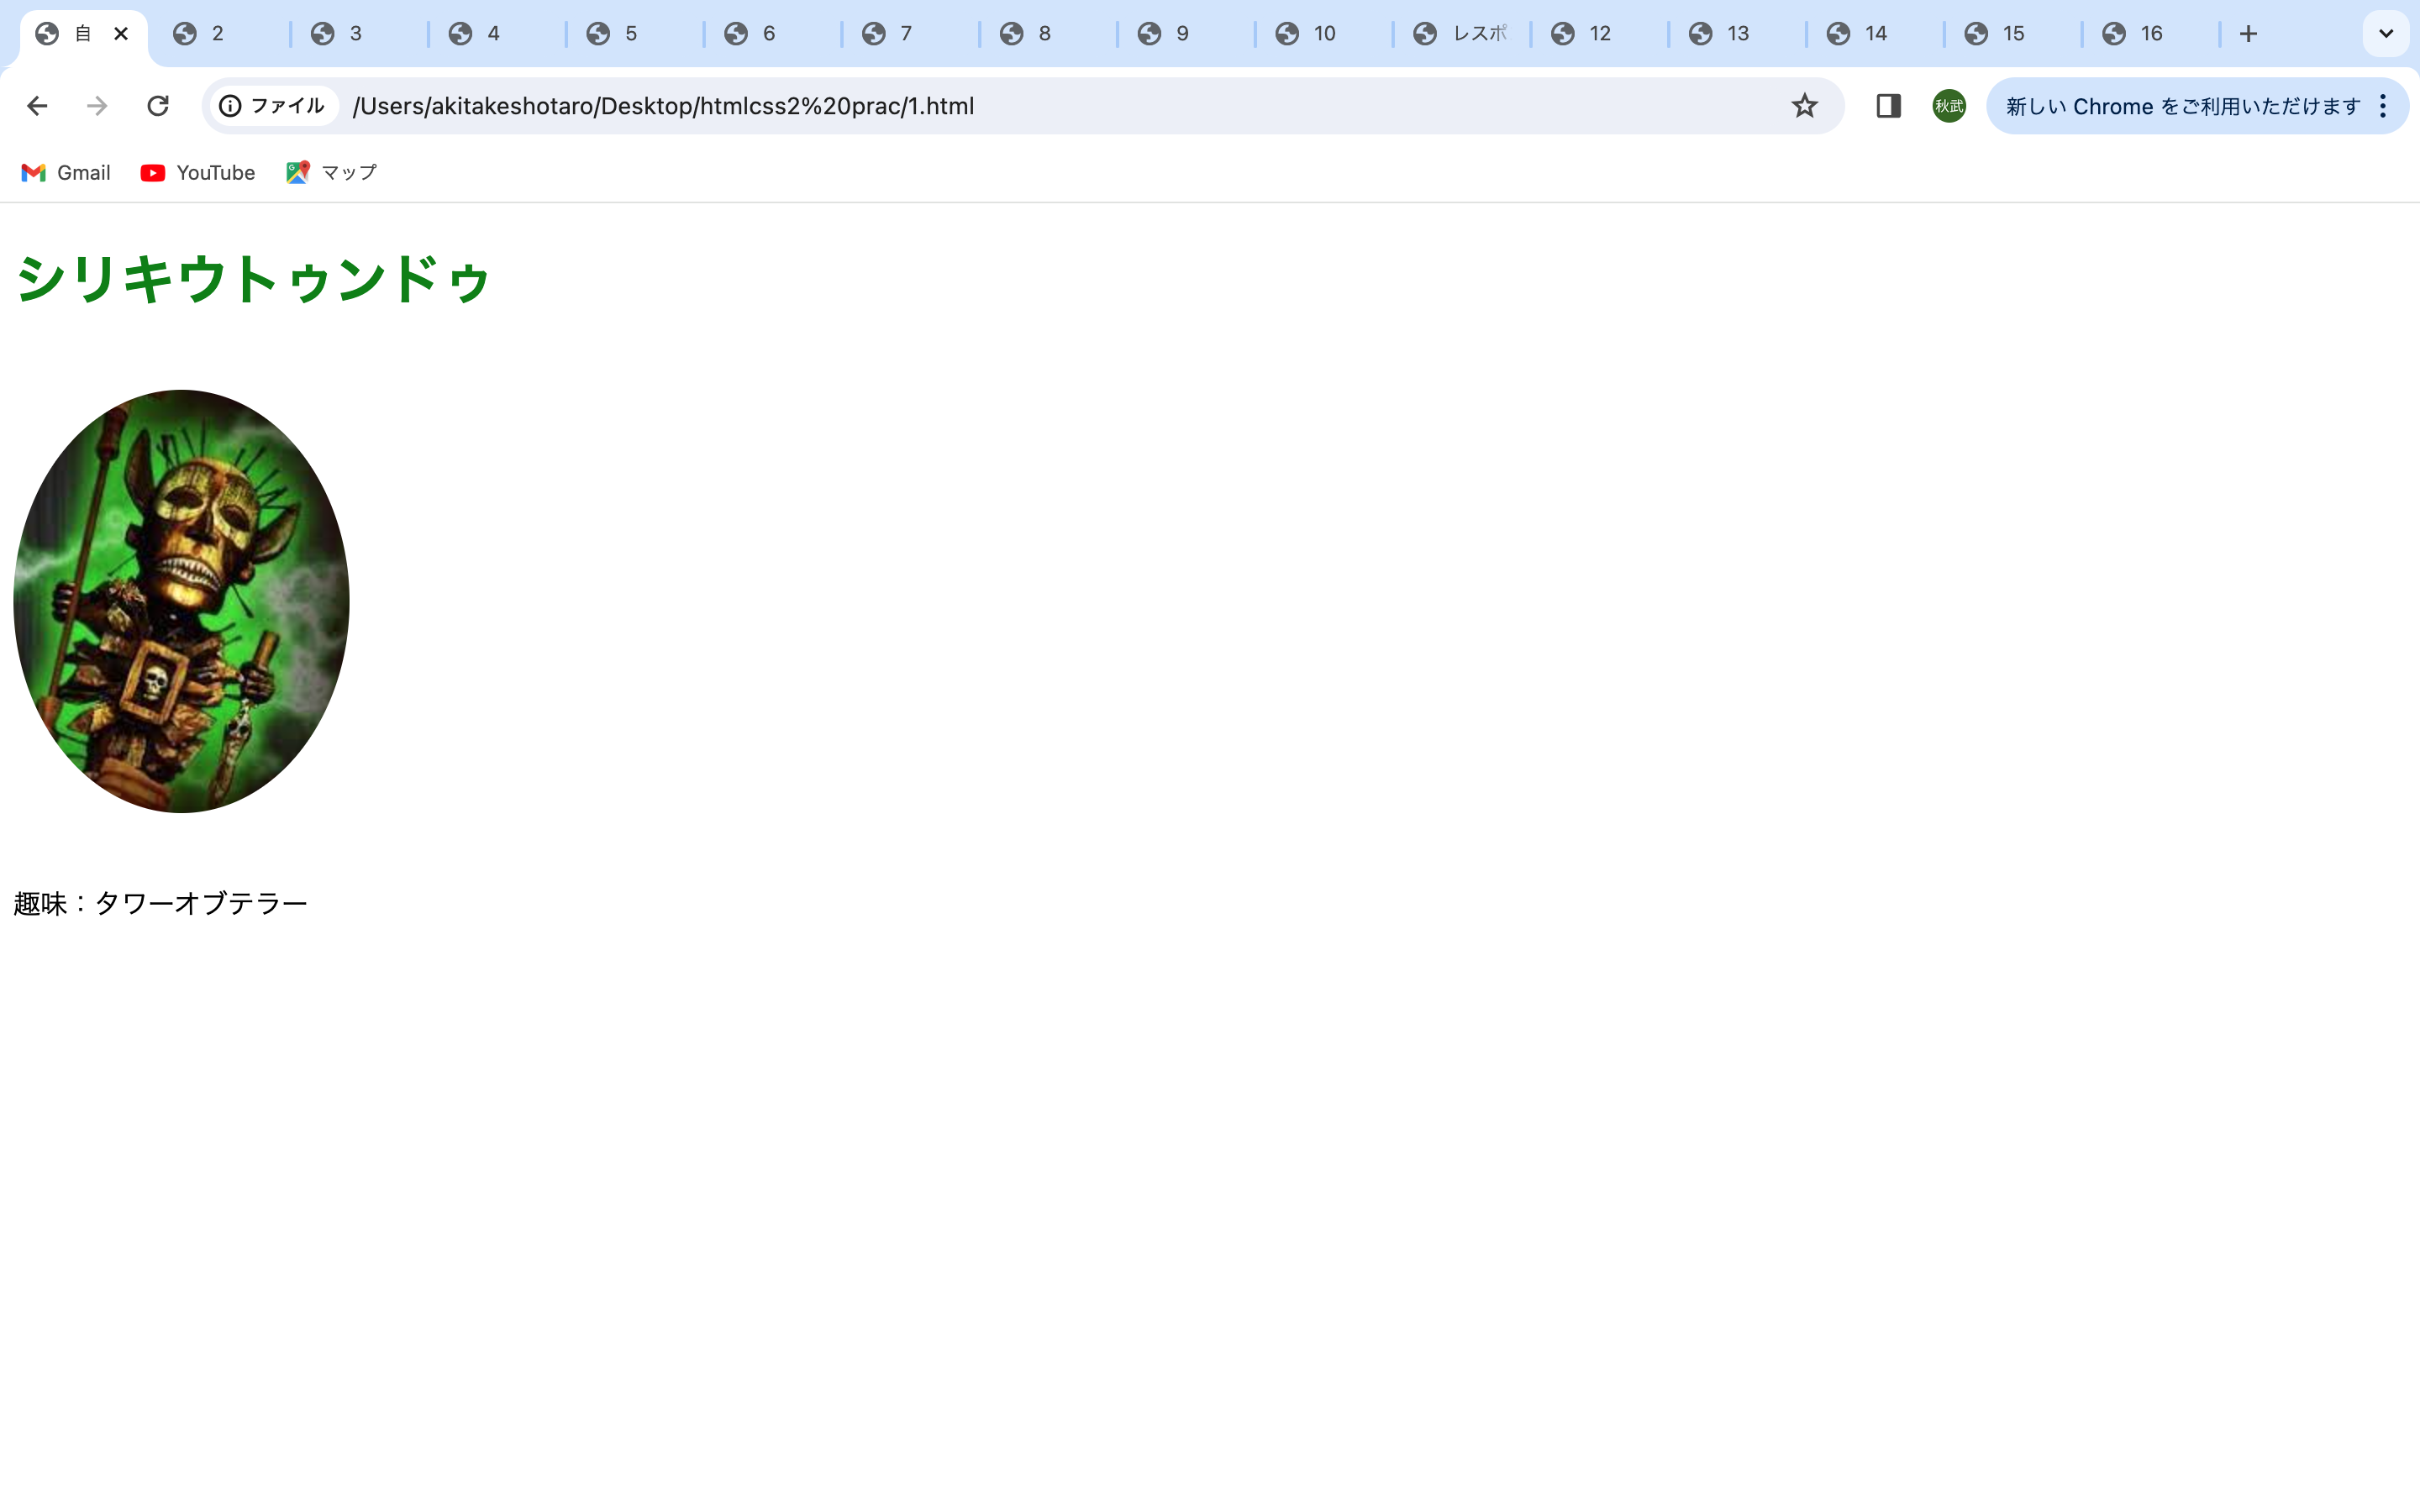 自 2 3 4 5 6 7 8 9 10 レスポ 12 13 14 15 16
ファイル /Users/akitakeshotaro/Desktop/htmlcss2%20prac/1.html 秋武 新しい Chrome をご利用いただけます
Gmail YouTube マップ
シリキウトゥンドゥ
趣味：タワーオブテラー